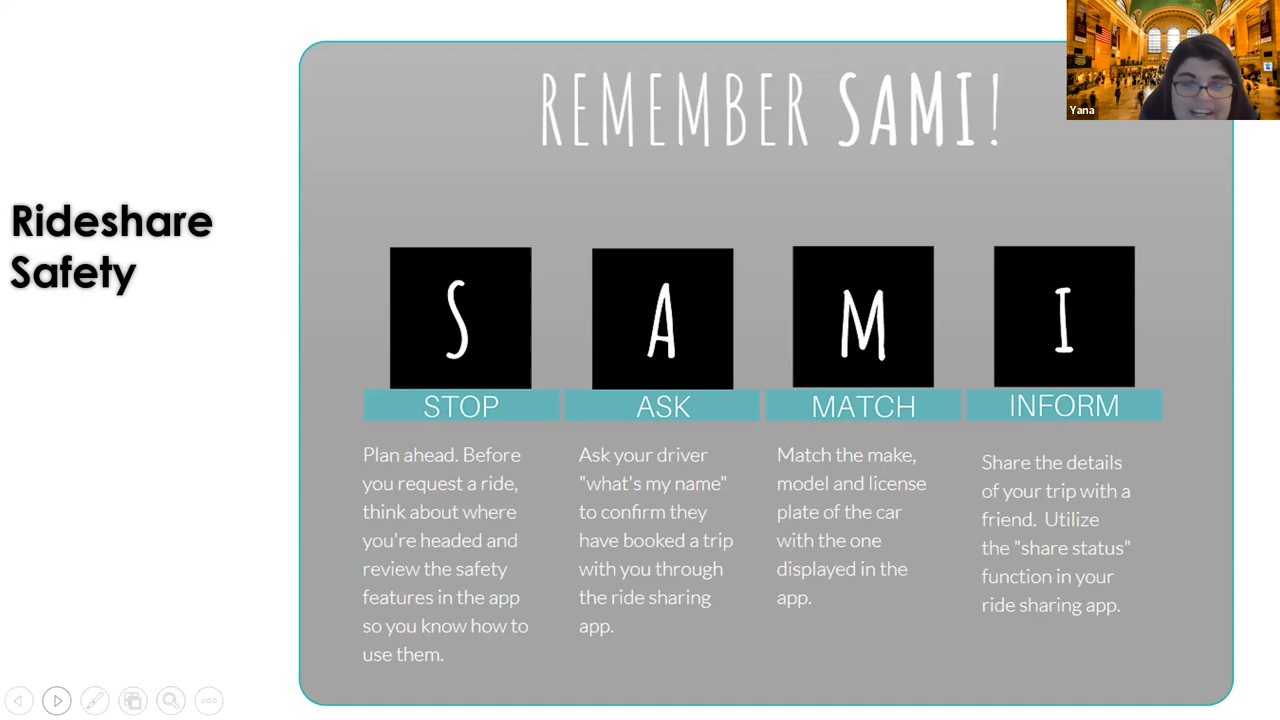 Rideshare
Safety
REMEMBER SAMI!
Yana
S
A
M
I
STOP
ASK
MATCH
INFORM
Plan ahead. Before
you request a ride,
think about where
you're headed and
review the safety
features in the app
so you know how to
use them.
Ask your driver
"what's my name"
to confirm they
have booked a trip
with you through
the ride sharing
app.
Match the make,
model and license
plate of the car
with the one
displayed in the
app.
Share the details
of your trip with a
friend. Utilize
the "share status"
function in your
ride sharing app.